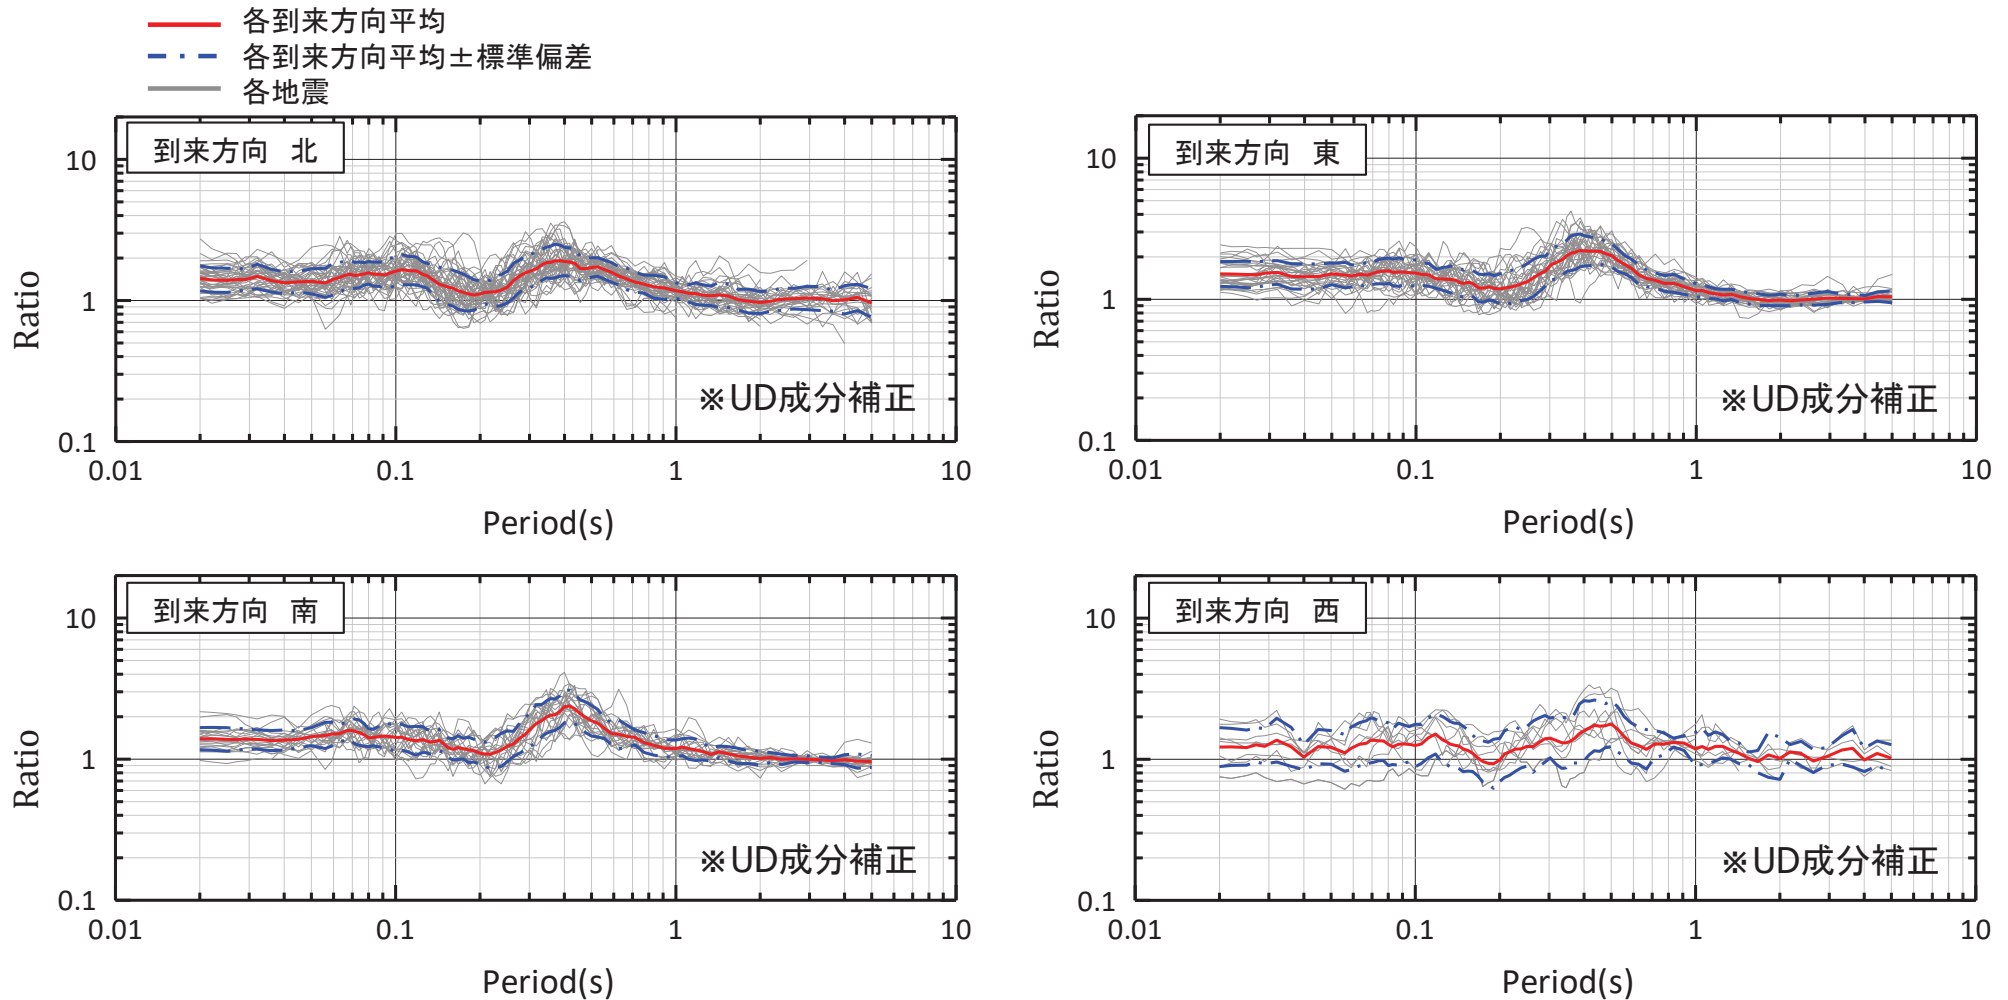 各到来方向平均
各到来方向平均±標準偏差
各地震
到来方向 北
10
1
0.1
Ratio
※UD成分補正
0.01 0.1 1 10
Period(s)
到来方向 東
10
1
0.1
Ratio
※UD成分補正
0.01 0.1 1 10
Period(s)
到来方向 南
10
1
0.1
Ratio
※UD成分補正
0.01 0.1 1 10
Period(s)
到来方向 西
10
1
0.1
Ratio
※UD成分補正
0.01 0.1 1 10
Period(s)